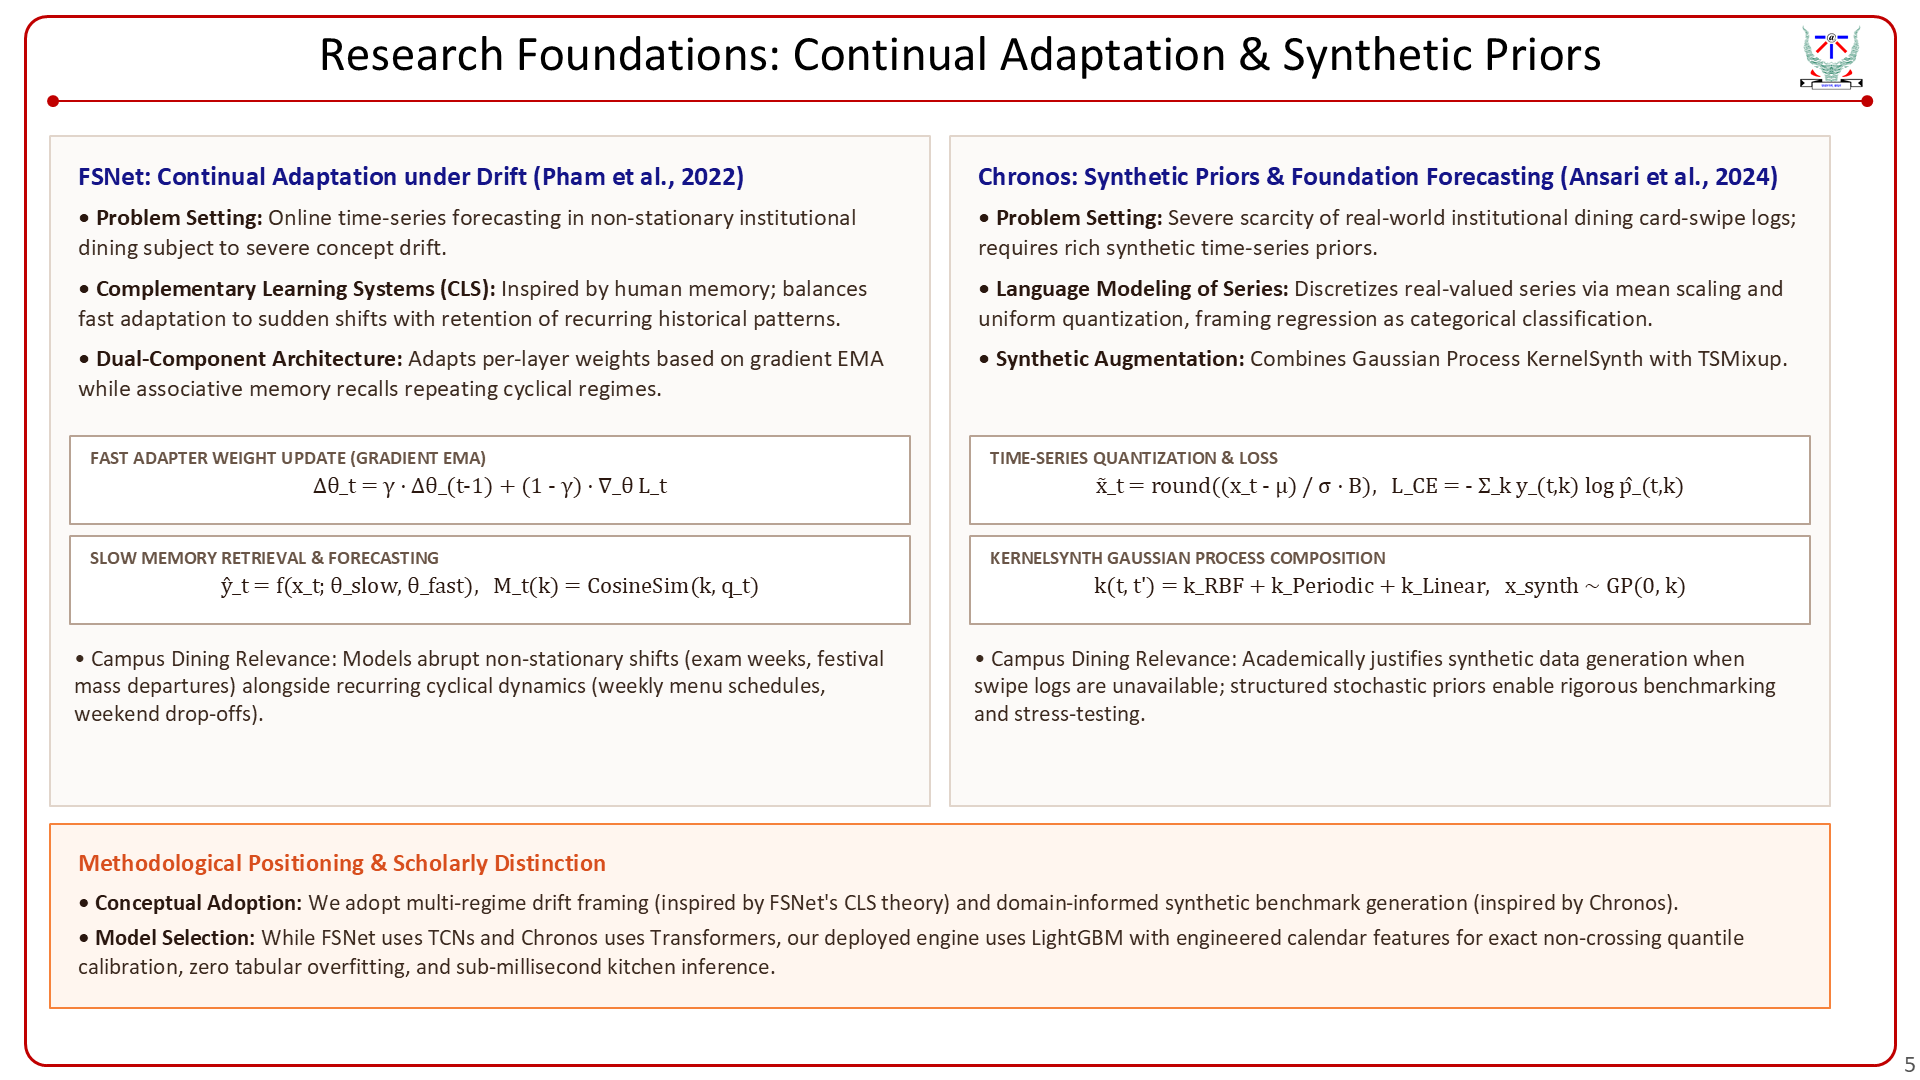 Research Foundations: Continual Adaptation & Synthetic Priors
FSNet: Continual Adaptation under Drift (Pham et al., 2022)
• Problem Setting: Online time-series forecasting in non-stationary institutional
dining subject to severe concept drift.
• Complementary Learning Systems (CLS): Inspired by human memory; balances
fast adaptation to sudden shifts with retention of recurring historical patterns.
• Dual-Component Architecture: Adapts per-layer weights based on gradient EMA
while associative memory recalls repeating cyclical regimes.
FAST ADAPTER WEIGHT UPDATE (GRADIENT EMA)
Δθ_t = γ · Δθ_(t-1) + (1 - γ) · ∇_θ L_t
SLOW MEMORY RETRIEVAL & FORECASTING
ŷ_t = f(x_t; θ_slow, θ_fast),  M_t(k) = CosineSim(k, q_t)
• Campus Dining Relevance: Models abrupt non-stationary shifts (exam weeks, festival
mass departures) alongside recurring cyclical dynamics (weekly menu schedules,
weekend drop-offs).
Chronos: Synthetic Priors & Foundation Forecasting (Ansari et al., 2024)
• Problem Setting: Severe scarcity of real-world institutional dining card-swipe logs;
requires rich synthetic time-series priors.
• Language Modeling of Series: Discretizes real-valued series via mean scaling and
uniform quantization, framing regression as categorical classification.
• Synthetic Augmentation: Combines Gaussian Process KernelSynth with TSMixup.
TIME-SERIES QUANTIZATION & LOSS
x̃_t = round((x_t - μ) / σ · B),  L_CE = - Σ_k y_(t,k) log p̂_(t,k)
KERNELSYNTH GAUSSIAN PROCESS COMPOSITION
k(t, t') = k_RBF + k_Periodic + k_Linear,  x_synth ~ GP(0, k)
• Campus Dining Relevance: Academically justifies synthetic data generation when
swipe logs are unavailable; structured stochastic priors enable rigorous benchmarking
and stress-testing.
Methodological Positioning & Scholarly Distinction
• Conceptual Adoption: We adopt multi-regime drift framing (inspired by FSNet's CLS theory) and domain-informed synthetic benchmark generation (inspired by Chronos).
• Model Selection: While FSNet uses TCNs and Chronos uses Transformers, our deployed engine uses LightGBM with engineered calendar features for exact non-crossing quantile
calibration, zero tabular overfitting, and sub-millisecond kitchen inference.
5